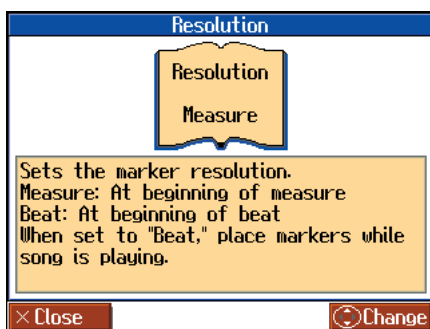 Resolution
Resolution
Measure
Sets the marker resolution.
Measure: At beginning of measure
Beat: At beginning of beat
When set to "Beat," place markers while
song is playing.
× Close
Change